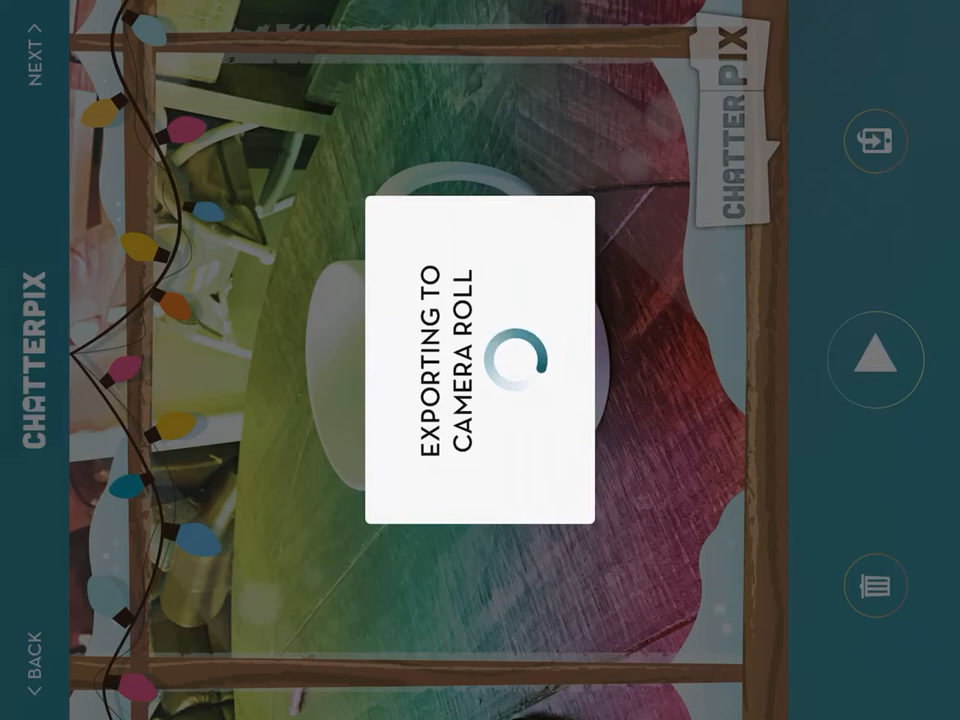 < BACK
CHATTERPIX
NEXT >
EXPORTING TO
CAMERA ROLL
CHATTERPIX